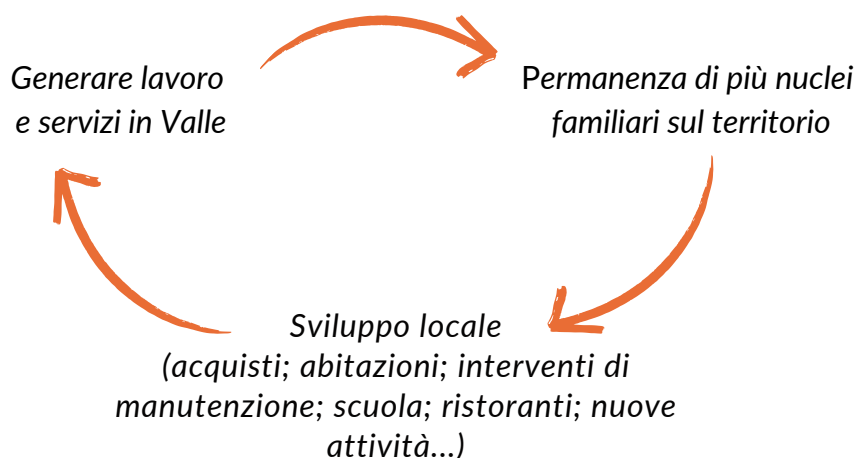 Generare lavoro
e servizi in Valle
Permanenza di più nuclei
familiari sul territorio
Sviluppo locale
(acquisti; abitazioni; interventi di
manutenzione; scuola; ristoranti; nuove
attività...)